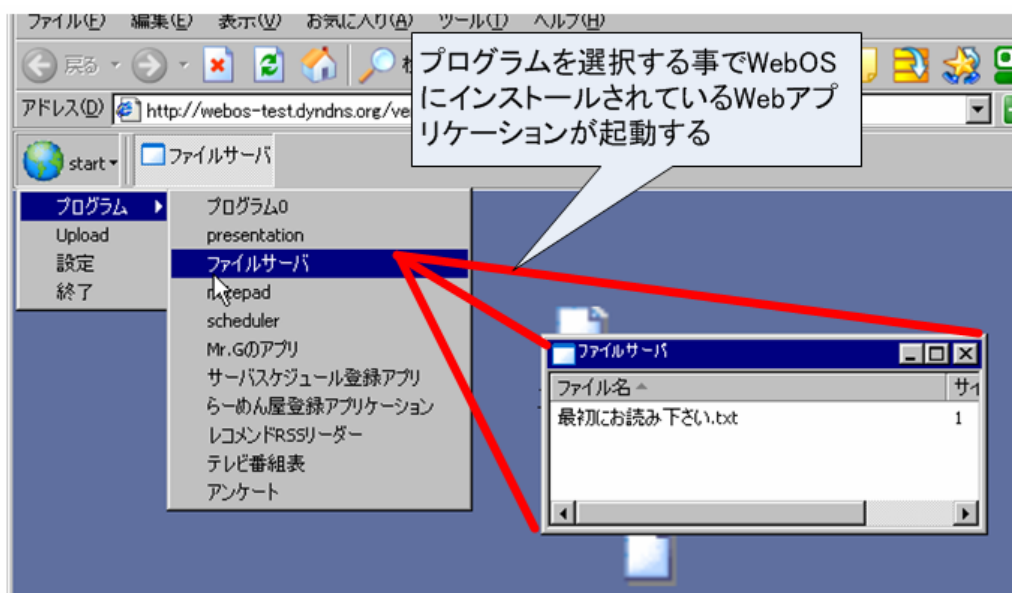 ファイル(F) 編集(E) 表示(V) お気に入り(A) ツール(T) ヘルプ(H)
戻る
プログラムを選択する事でWebOS
にインストールされているWebアプ
リケーションが起動する
アドレス(D) http://webos-test.dyndns.org/ve
start ファイルサーバ
プログラム
Upload
設定
終了
プログラム0
presentation
ファイルサーバ
notepad
scheduler
Mr.Gのアプリ
サーバスケジュール登録アプリ
らーめん屋登録アプリケーション
レコメンドRSSリーダー
テレビ番組表
アンケート
ファイルサーバ
ファイル名 サイ
最初にお読み下さい.txt 1